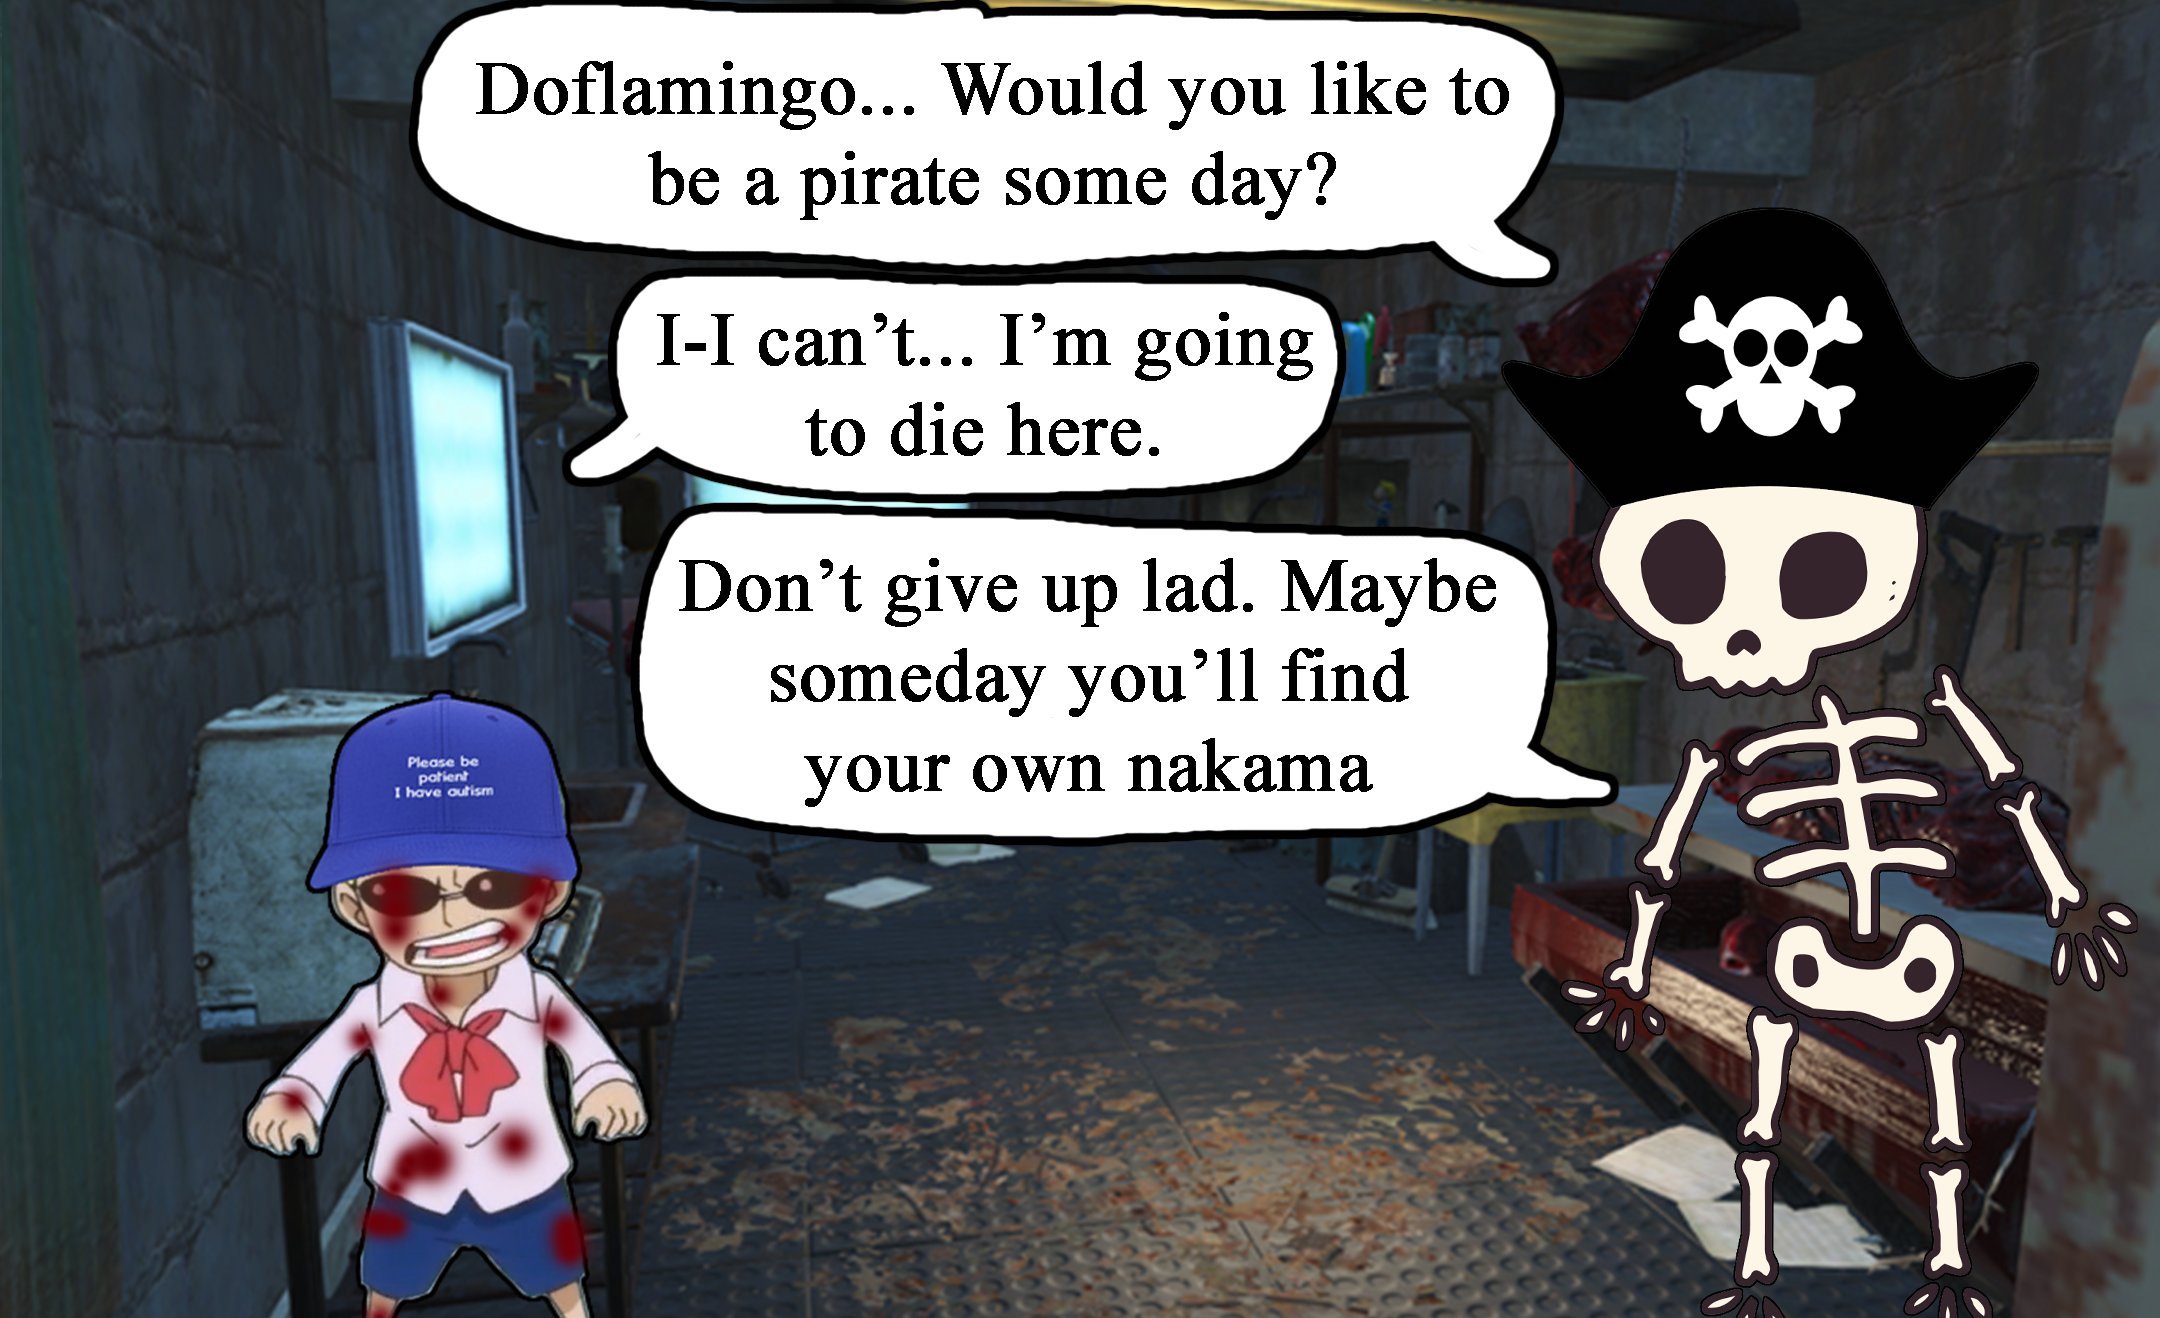 Doflamingo... Would you like to
be a pirate some day?
I-I can’t... I’m going
to die here.
Don’t give up lad. Maybe
someday you’ll find
your own nakama
Please be
patient
I have autism